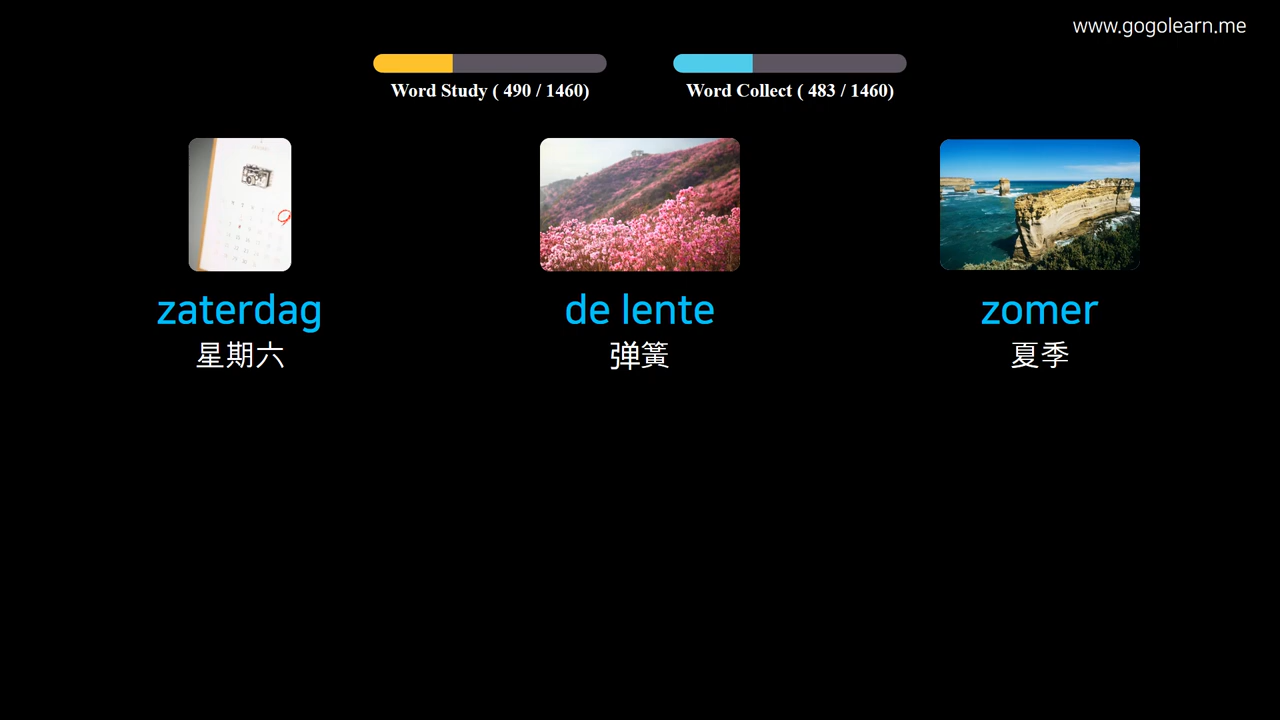 www.gogolearn.me
Word Study ( 490 / 1460)
Word Collect ( 483 / 1460)
zaterdag
de lente
zomer
星期六
弹簧
夏季